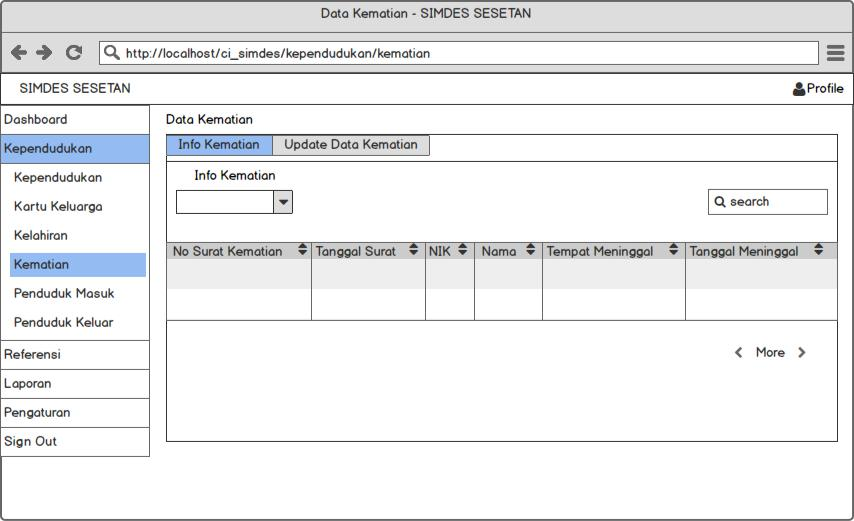 Data Kematian - SIMDES SESETAN
http://localhost/ci_simdes/kependudukan/kematian
SIMDES SESETAN
Profile
Dashboard
Kependudukan
Kependudukan
Kartu Keluarga
Kelahiran
Kematian
Penduduk Masuk
Penduduk Keluar
Referensi
Laporan
Pengaturan
Sign Out
Data Kematian
Info Kematian Update Data Kematian
Info Kematian
search
No Surat Kematian Tanggal Surat NIK Nama Tempat Meninggal Tanggal Meninggal
More